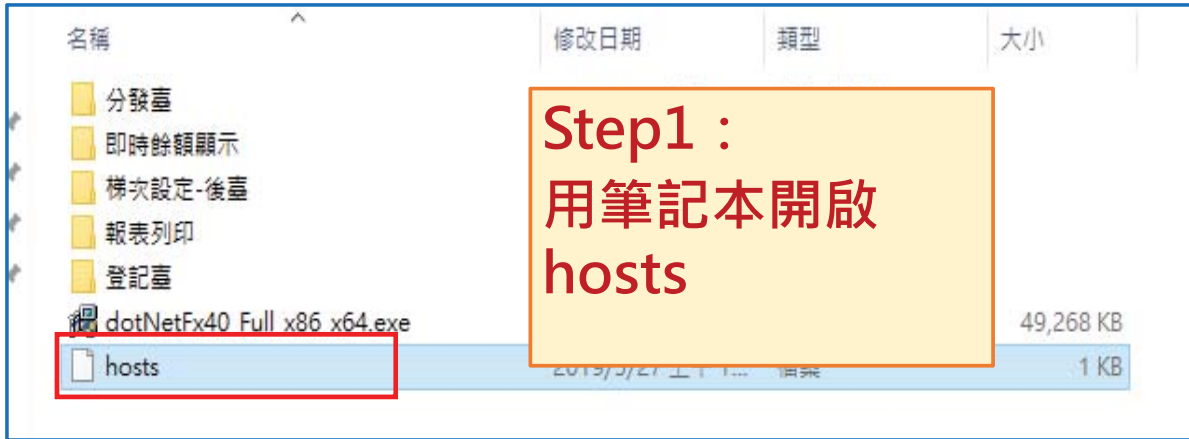 名稱 修改日期 類型 大小
分發臺
即時餘額顯示
梯次設定-後臺
報表列印
登記臺
dotNetFx40_Full_x86_x64.exe 49,268 KB
hosts 1 KB
Step1：
用筆記本開啟
hosts